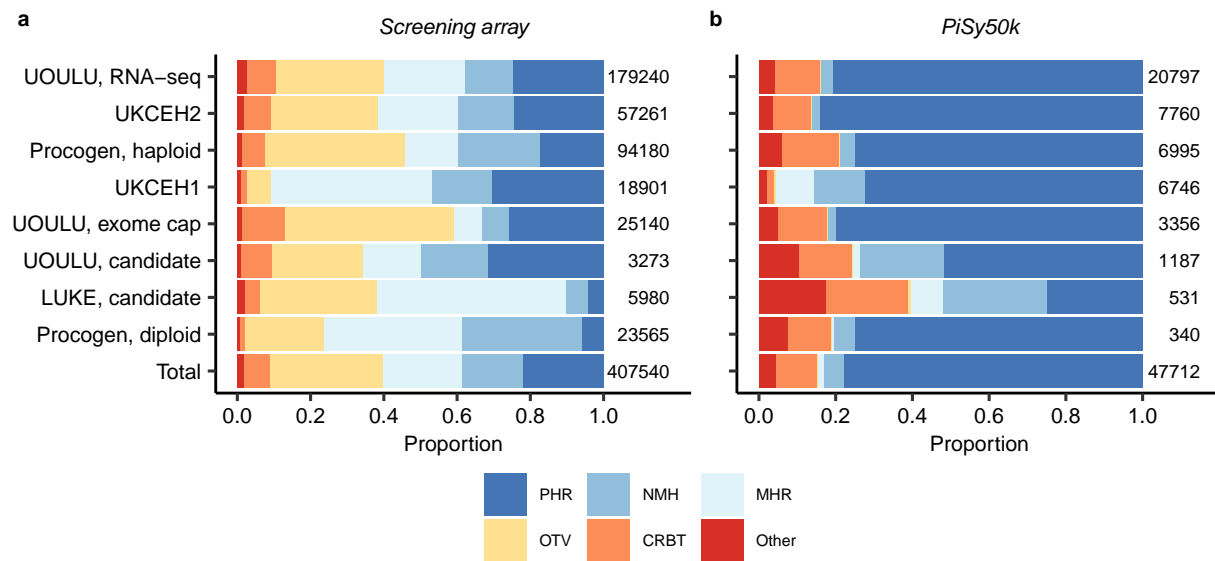 a
Screening array
b
PiSy50k
UOULU, RNA−seq
179240
20797
UKCEH2
57261
7760
Procogen, haploid
94180
6995
UKCEH1
18901
6746
UOULU, exome cap
25140
3356
UOULU, candidate
3273
1187
LUKE, candidate
5980
531
Procogen, diploid
23565
340
Total
407540
47712
0.0 0.2 0.4 0.6 0.8 1.0
0.0 0.2 0.4 0.6 0.8 1.0
Proportion
Proportion
PHR NMH MHR
OTV CRBT Other